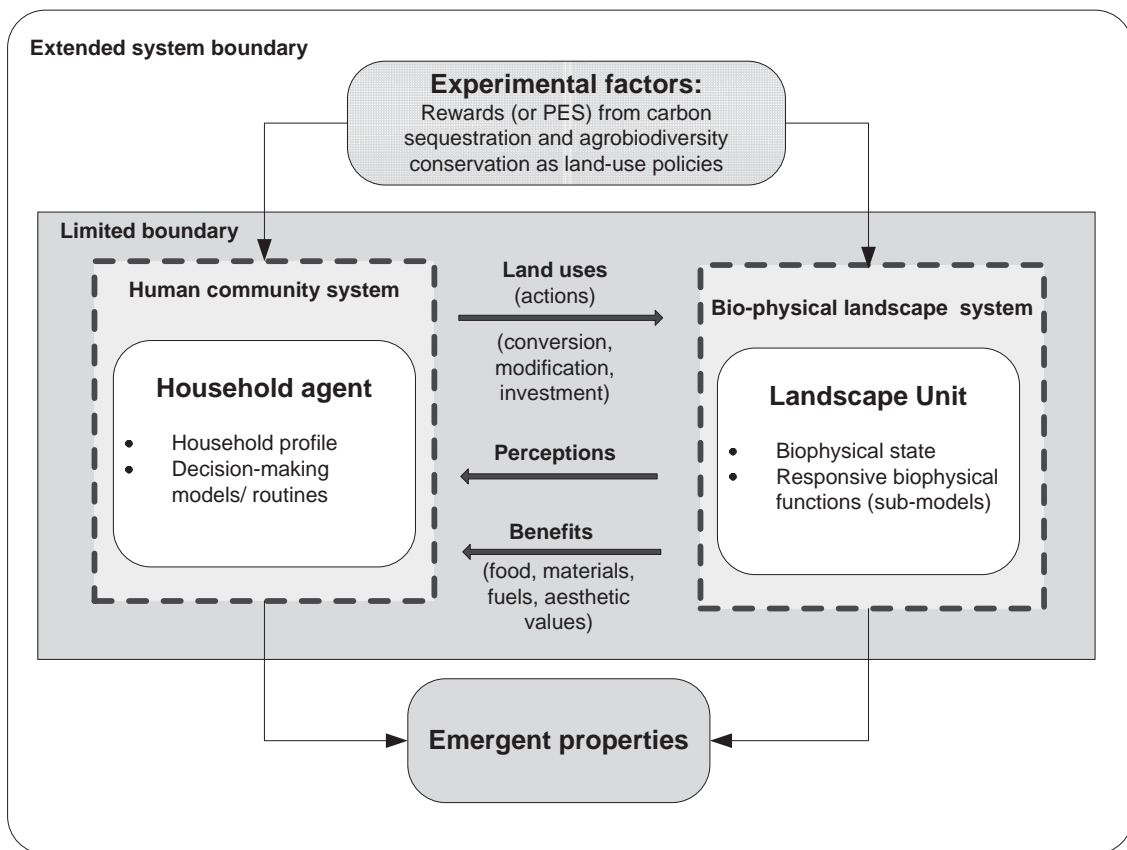 Extended system boundary
Experimental factors:
Rewards (or PES) from carbon
sequestration and agrobiodiversity
conservation as land-use policies
Limited boundary
Human community system
Household agent
• Household profile
• Decision-making
models/ routines
Land uses
(actions)
(conversion,
modification,
investment)
Perceptions
Benefits
(food, materials,
fuels, aesthetic
values)
Bio-physical landscape system
Landscape Unit
• Biophysical state
• Responsive biophysical
functions (sub-models)
Emergent properties